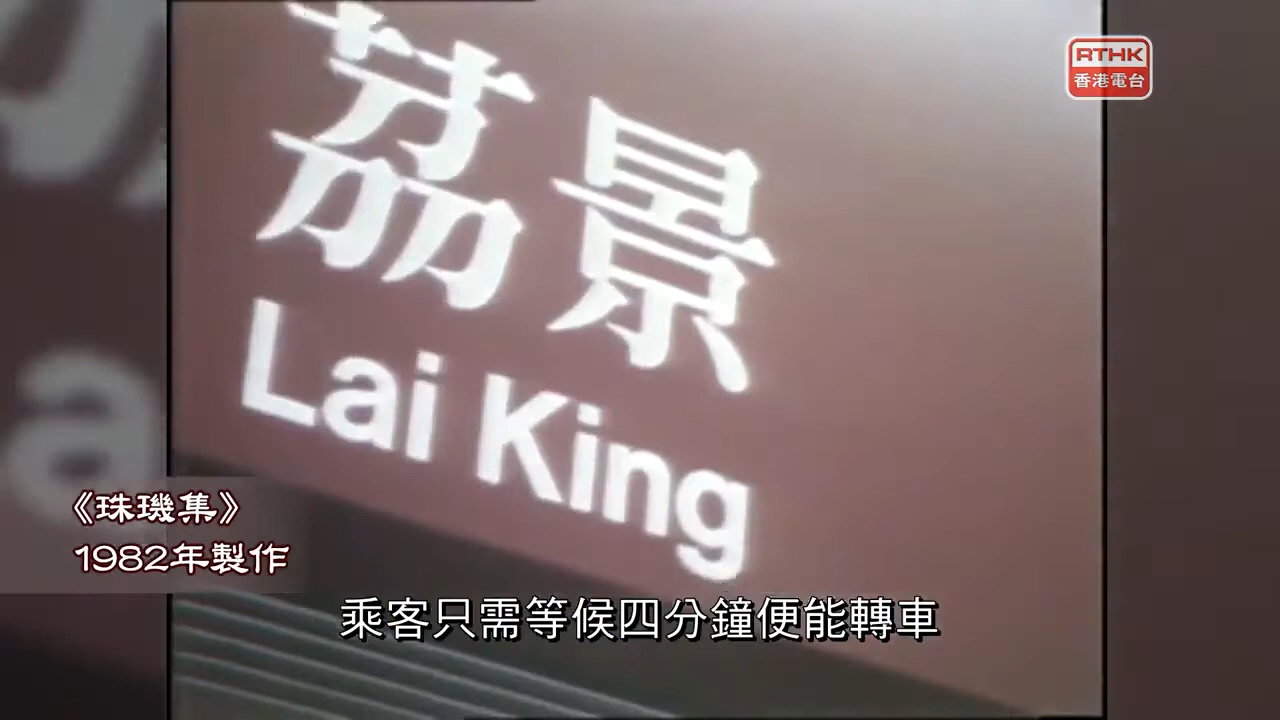 荔景
Lai King
RTHK
香港電台
《珠璣集》
1982年製作
乘客只需等候四分鐘便能轉車